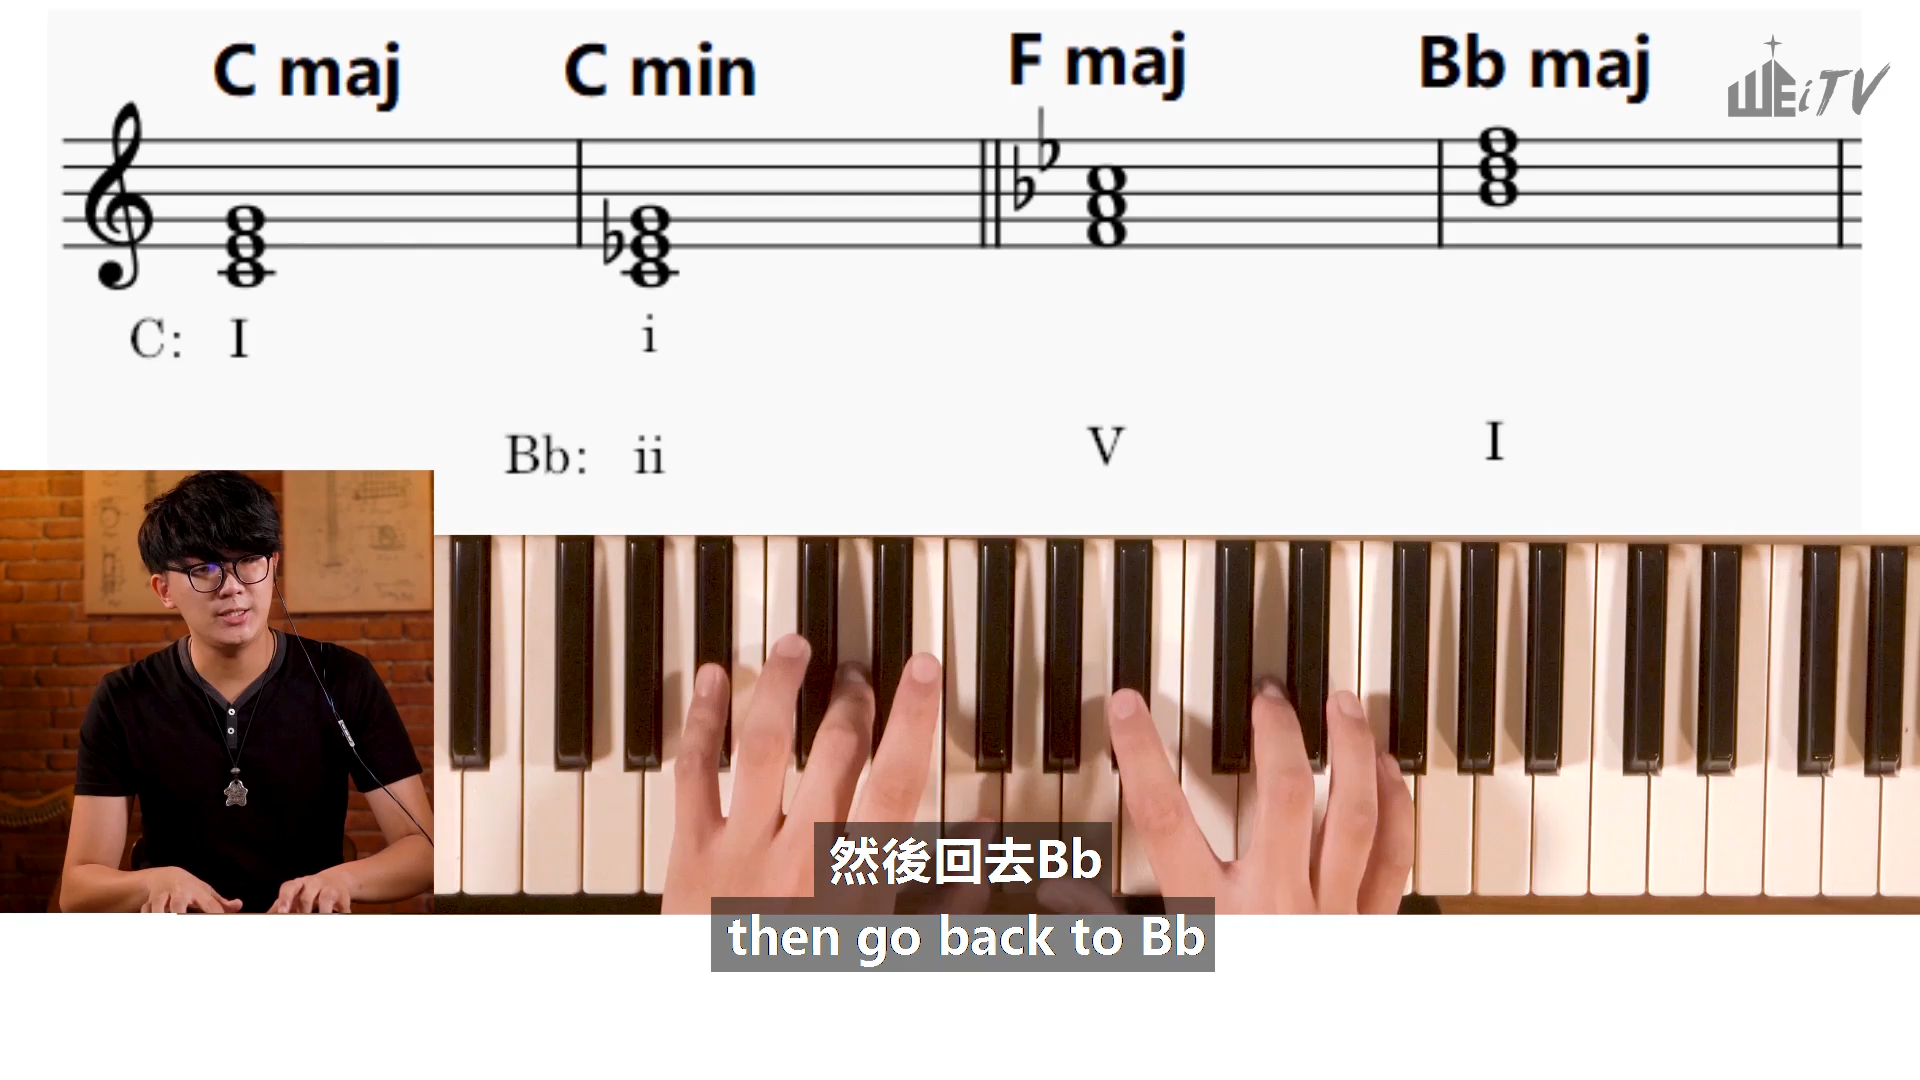 C maj C min F maj Bb maj
WEiTV
C: I i
Bb: ii V I
然後回去Bb
then go back to Bb